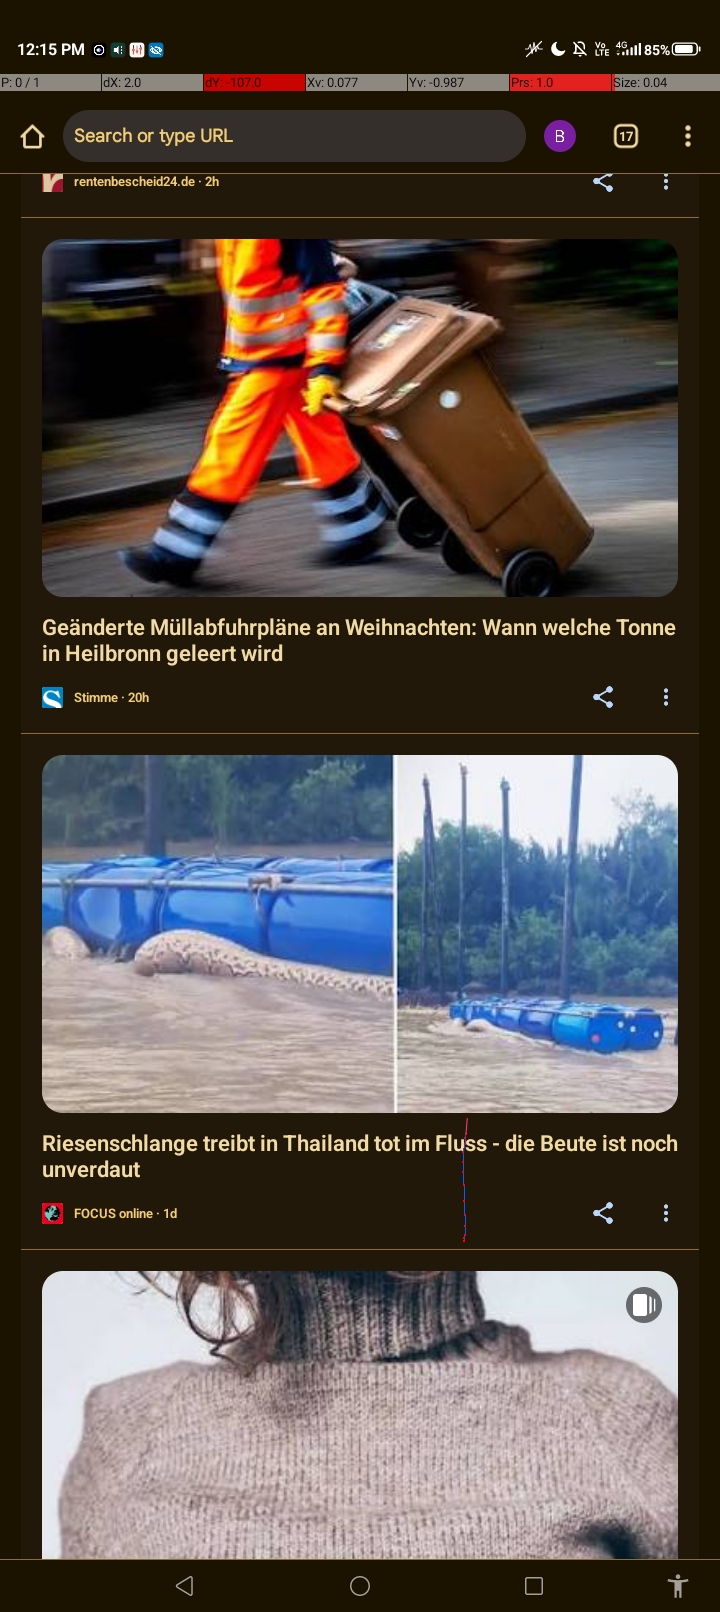 12:15 PM
Vo LTE 4G 85%
P: 0 / 1 dX: 2.0 dY: -107.0 Xv: 0.077 Yv: -0.987 Prs: 1.0 Size: 0.04
Search or type URL B 17
rentenbescheid24.de · 2h
Geänderte Müllabfuhrpläne an Weihnachten: Wann welche Tonne
in Heilbronn geleert wird
Stimme · 20h
Riesenschlange treibt in Thailand tot im Fluss - die Beute ist noch
unverdaut
FOCUS online · 1d